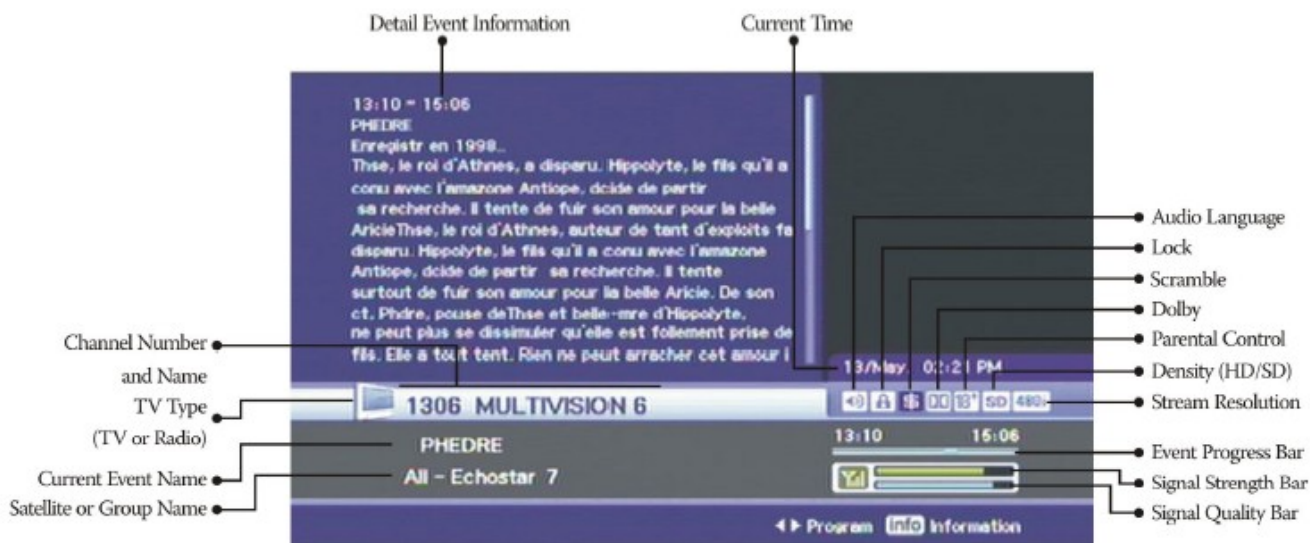 Detail Event Information
Current Time
13:10 - 15:06
PHEDRE
Enregistr en 1998..
Thse, le roi d'Athnes, a disparu. Hippolyte, le fils qu'il a
conu avec l'amazone Antiope, dcide de partir
sa recherche. Il tente de fuir son amour pour la belle
AricieThse, le roi d'Athnes, auteur de tant d'exploits fa
disparu. Hippolyte, le fils qu'il a conu avec l'amazone
Antiope, dcide de partir sa recherche. Il tente
surtout de fuir son amour pour la belle Aricie. De son
ct, Phdre, pouse deThse et belle-mre d'Hippolyte,
ne peut plus se dissimuler qu'elle est follement prise de
fils. Elle a tout tent. Rien ne peut arracher cet amour i
Audio Language
Lock
Scramble
Dolby
Parental Control
Density (HD/SD)
Stream Resolution
Event Progress Bar
Signal Strength Bar
Signal Quality Bar
Channel Number
and Name
TV Type
(TV or Radio)
Current Event Name
Satellite or Group Name
13/May. 02:21 PM
1306 MULTIVISION 6
18+ SD 480i
PHEDRE
13:10 15:06
All - Echostar 7
Program info Information